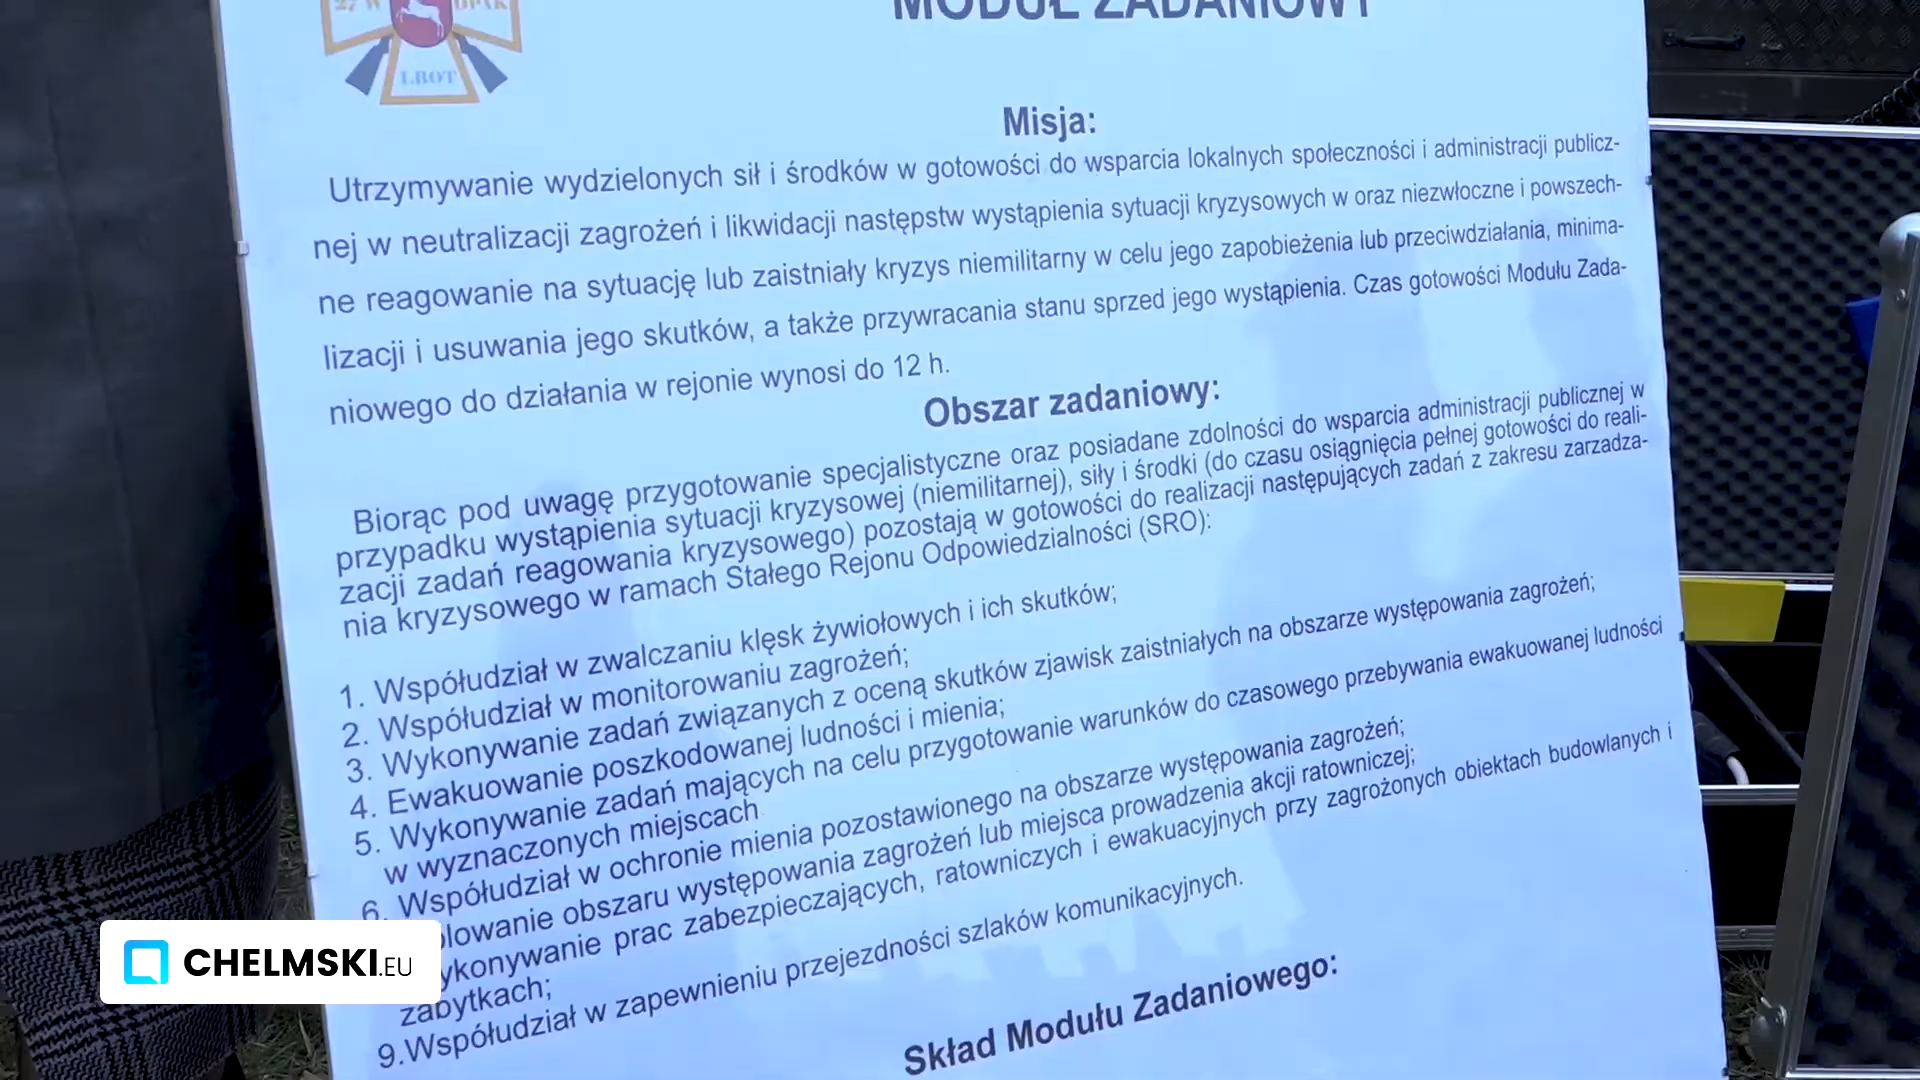 27 W DPAK
LBOT
MODUŁ ZADANIOWY
Misja:
Utrzymywanie wydzielonych sił i środków w gotowości do wsparcia lokalnych społeczności i administracji publicz-
nej w neutralizacji zagrożeń i likwidacji następstw wystąpienia sytuacji kryzysowych w oraz niezwłoczne i powszech-
ne reagowanie na sytuację lub zaistniały kryzys niemilitarny w celu jego zapobieżenia lub przeciwdziałania, minima-
lizacji i usuwania jego skutków, a także przywracania stanu sprzed jego wystąpienia. Czas gotowości Modułu Zada-
niowego do działania w rejonie wynosi do 12 h.
Obszar zadaniowy:
Biorąc pod uwagę przygotowanie specjalistyczne oraz posiadane zdolności do wsparcia administracji publicznej w
przypadku wystąpienia sytuacji kryzysowej (niemilitarnej), siły i środki (do czasu osiągnięcia pełnej gotowości do reali-
zacji zadań reagowania kryzysowego) pozostają w gotowości do realizacji następujących zadań z zakresu zarzadza-
nia kryzysowego w ramach Stałego Rejonu Odpowiedzialności (SRO):
1. Współudział w zwalczaniu klęsk żywiołowych i ich skutków;
2. Współudział w monitorowaniu zagrożeń;
3. Wykonywanie zadań związanych z oceną skutków zjawisk zaistniałych na obszarze występowania zagrożeń;
4. Ewakuowanie poszkodowanej ludności i mienia;
5. Wykonywanie zadań mających na celu przygotowanie warunków do czasowego przebywania ewakuowanej ludności
w wyznaczonych miejscach
6. Współudział w ochronie mienia pozostawionego na obszarze występowania zagrożeń;
olowanie obszaru występowania zagrożeń lub miejsca prowadzenia akcji ratowniczej;
ykonywanie prac zabezpieczających, ratowniczych i ewakuacyjnych przy zagrożonych obiektach budowlanych i
zabytkach;
9.Współudział w zapewnieniu przejezdności szlaków komunikacyjnych.
Skład Modułu Zadaniowego:
CHELMSKI.EU